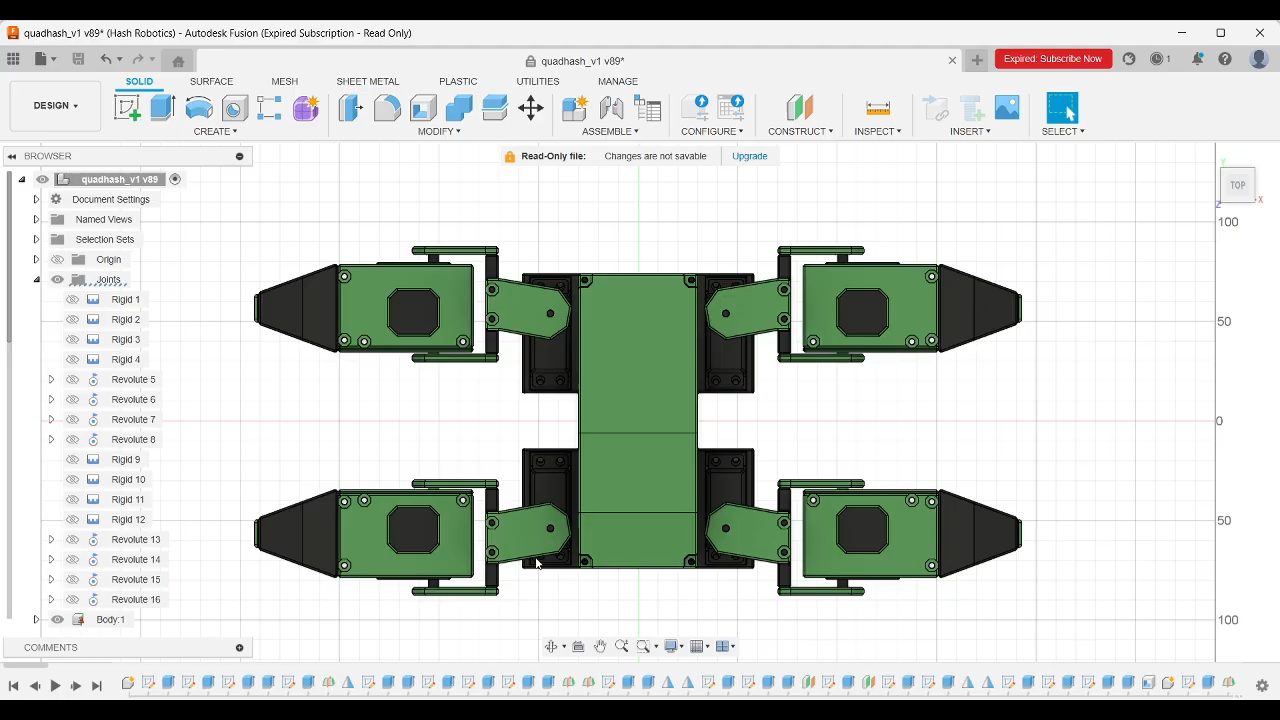 quadhash_v1 v89* (Hash Robotics) - Autodesk Fusion (Expired Subscription - Read Only)
quadhash_v1 v89*
Expired: Subscribe Now
1
DESIGN
SOLID
SURFACE
MESH
SHEET METAL
PLASTIC
UTILITIES
MANAGE
CREATE
MODIFY
ASSEMBLE
CONFIGURE
CONSTRUCT
INSPECT
INSERT
SELECT
BROWSER
Read-Only file: Changes are not savable Upgrade
quadhash_v1 v89
Document Settings
Named Views
Selection Sets
Origin
Joints
Rigid 1
Rigid 2
Rigid 3
Rigid 4
Revolute 5
Revolute 6
Revolute 7
Revolute 8
Rigid 9
Rigid 10
Rigid 11
Rigid 12
Revolute 13
Revolute 14
Revolute 15
Revolute 16
Body:1
COMMENTS
Y
TOP
Z
X
100
50
0
50
100